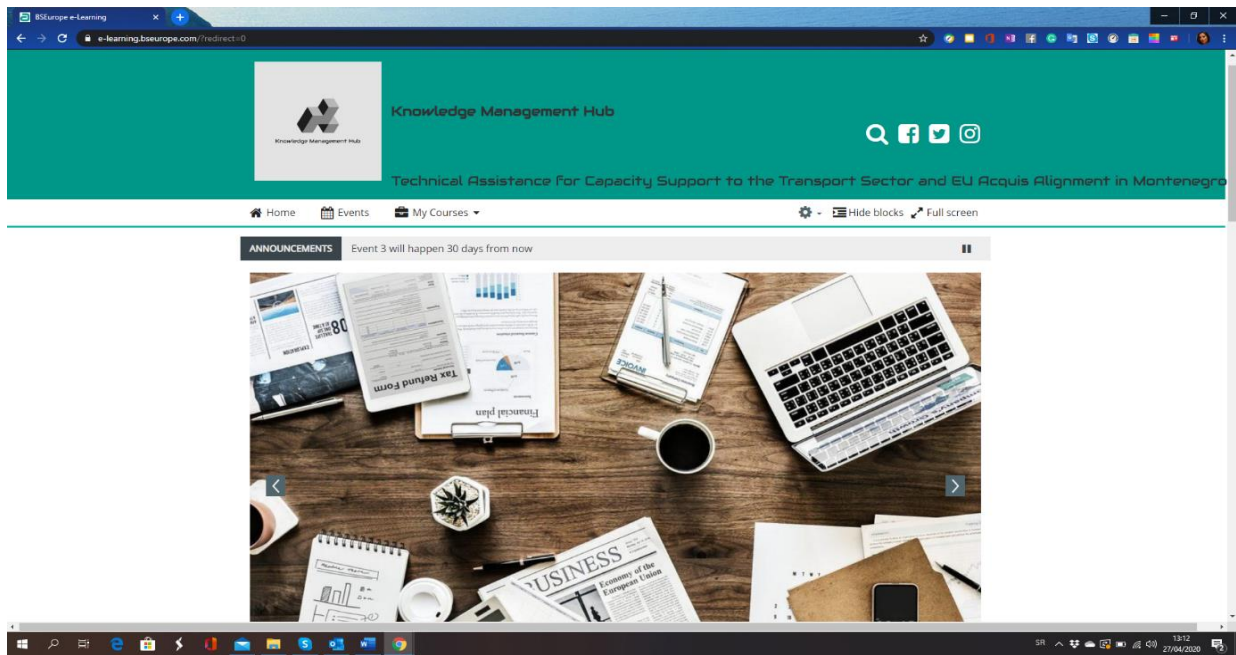 BSEurope e-Learning
e-learning.bseurope.com/?redirect=0
Knowledge Management Hub
Knowledge Management Hub
Technical Assistance for Capacity Support to the Transport Sector and EU Acquis Alignment in Montenegro
Home Events My Courses
Hide blocks Full screen
ANNOUNCEMENTS Event 3 will happen 30 days from now
80
Tax Refund Form
Financial plan
INVOICE
BUSINESS
Economy of the
European Union
SR
13:12
27/04/2020